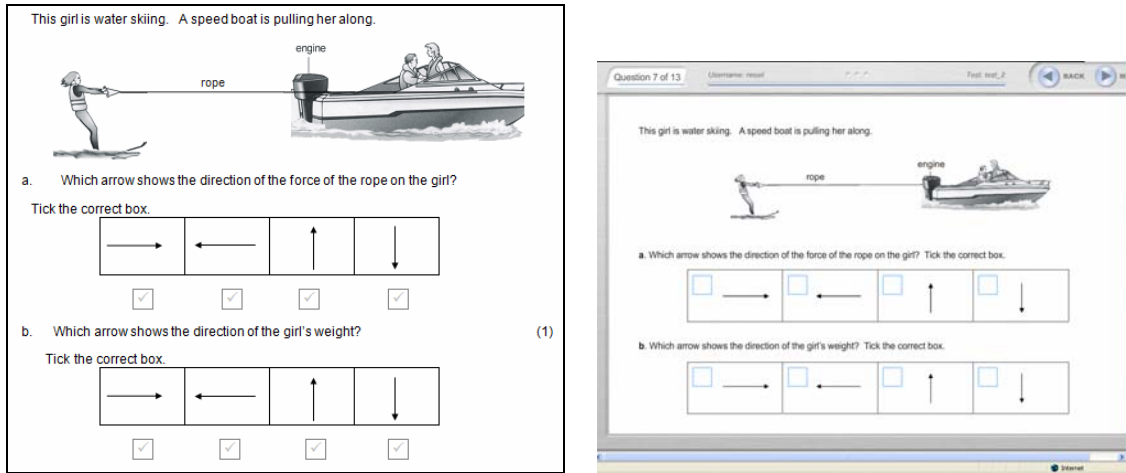 This girl is water skiing. A speed boat is pulling her along.
engine
rope
a. Which arrow shows the direction of the force of the rope on the girl?
Tick the correct box.
b. Which arrow shows the direction of the girl's weight? (1)
Tick the correct box.
Question 7 of 13
BACK
This girl is water skiing. A speed boat is pulling her along.
engine
rope
a. Which arrow shows the direction of the force of the rope on the girl? Tick the correct box.
b. Which arrow shows the direction of the girl's weight? Tick the correct box.
Internet